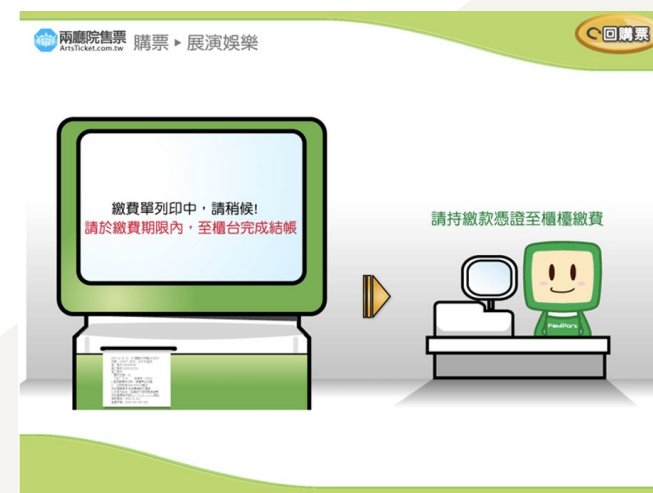 兩廳院售票
ArtsTicket.com.tw
購票 ▸ 展演娛樂
回購票
繳費單列印中,請稍候!
請於繳費期限內,至櫃台完成結帳
請持繳款憑證至櫃檯繳費
FamiPort